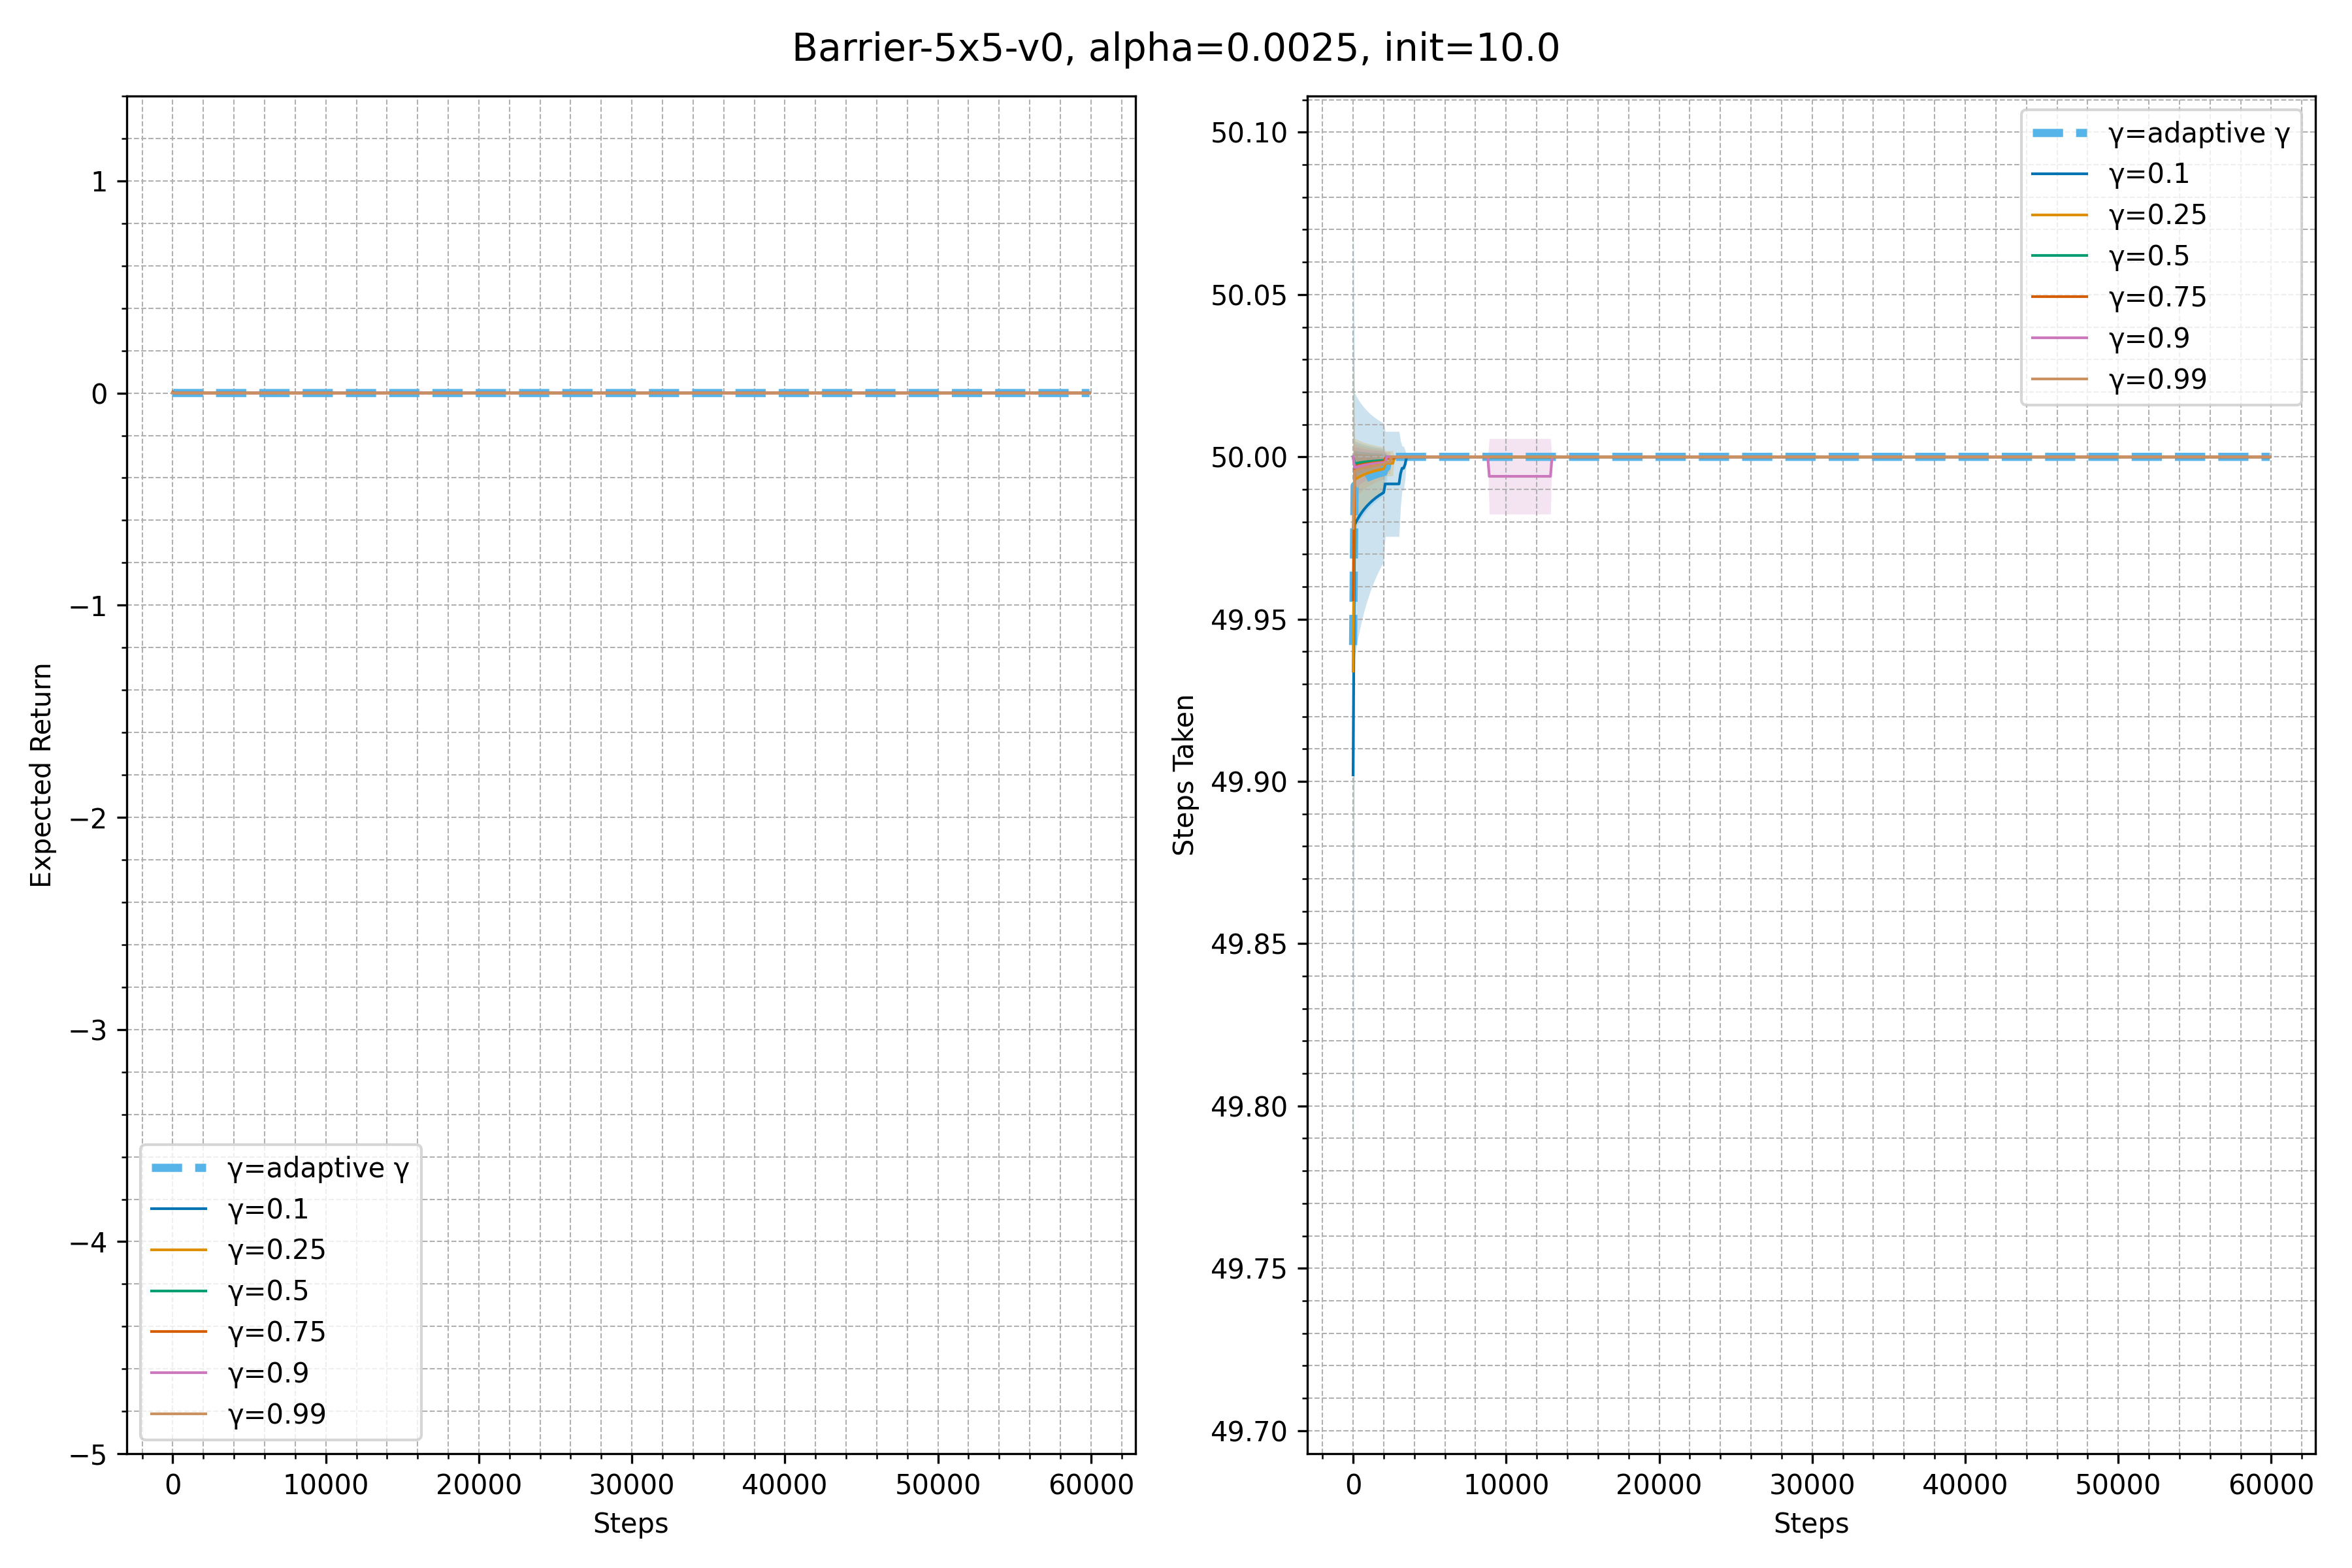 Barrier-5x5-v0, alpha=0.0025, init=10.0
Expected Return
1
0
−1
−2
−3
−4
−5
γ=adaptive γ
γ=0.1
γ=0.25
γ=0.5
γ=0.75
γ=0.9
γ=0.99
0 10000 20000 30000 40000 50000 60000
Steps
Steps Taken
50.10
50.05
50.00
49.95
49.90
49.85
49.80
49.75
49.70
γ=adaptive γ
γ=0.1
γ=0.25
γ=0.5
γ=0.75
γ=0.9
γ=0.99
0 10000 20000 30000 40000 50000 60000
Steps